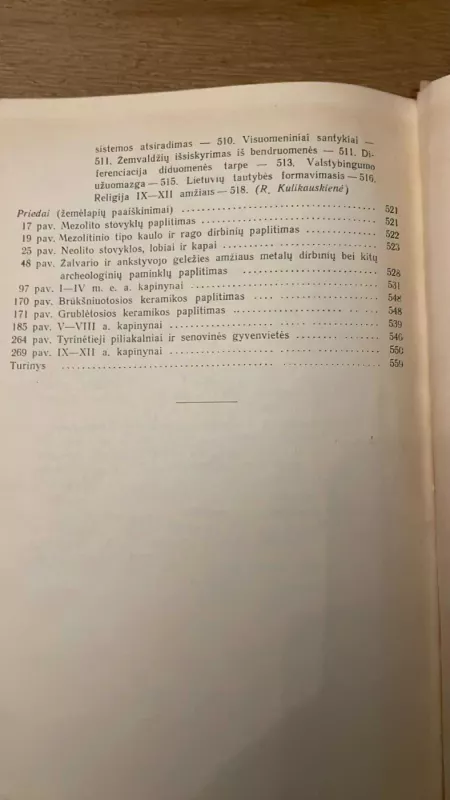 sistemos atsiradimas — 510. Visuomeniniai santykiai —
511. Žemvaldžių išsiskyrimas iš bendruomenės — 511. Di-
ferenciacija diduomenės tarpe — 513. Valstybingumo
užuomazga — 515. Lietuvių tautybės formavimasis — 516.
Religija IX—XII amžiais — 518. (R. Kulikauskienė)
Priedai (žemėlapių paaiškinimai) 521
17 pav. Mezolito stovyklų paplitimas 521
19 pav. Mezolitinio tipo kaulo ir rago dirbinių paplitimas 522
25 pav. Neolito stovyklos, lobiai ir kapai 523
48 pav. Žalvario ir ankstyvojo geležies amžiaus metalų dirbinių bei kitų
archeologinių paminklų paplitimas 528
97 pav. I—IV m. e. a. kapinynai 531
170 pav. Brūkšniuotosios keramikos paplitimas 548
171 pav. Grublėtosios keramikos paplitimas 548
185 pav. V—VIII a. kapinynai 539
264 pav. Tyrinėtieji piliakalniai ir senovinės gyvenvietės 546
269 pav. IX—XII a. kapinynai 550
Turinys 559